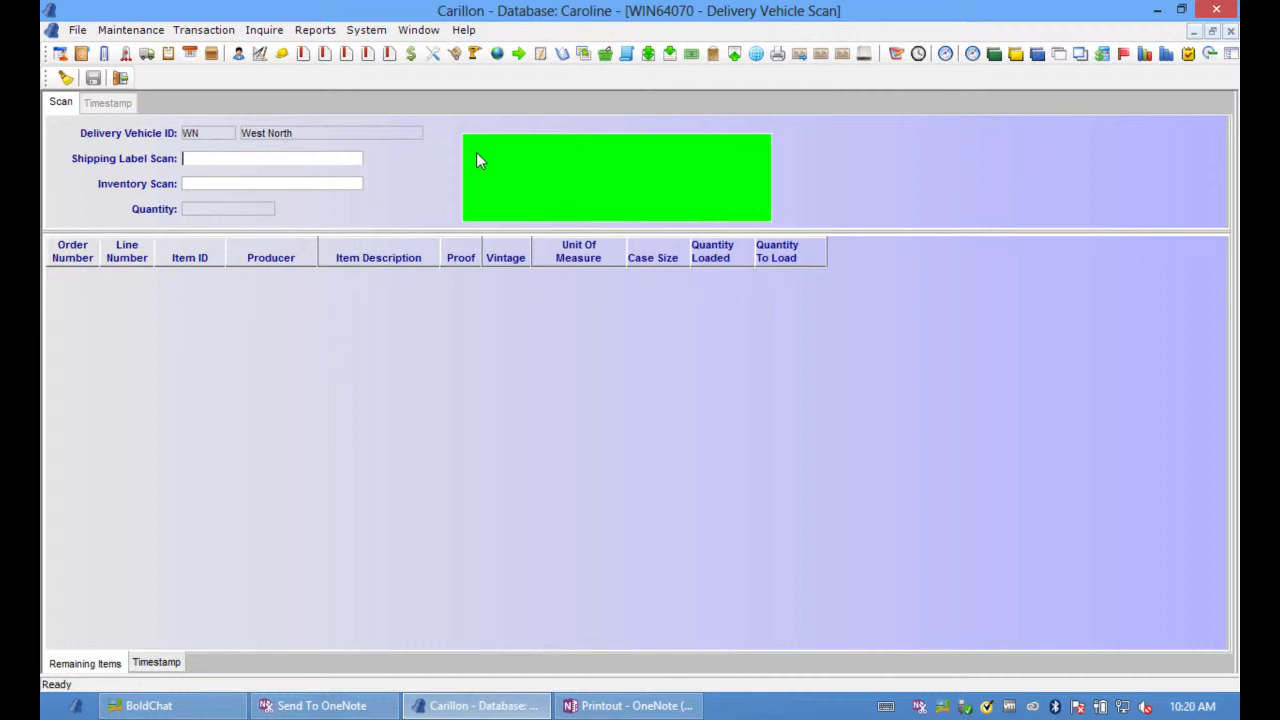 Carillon - Database: Caroline - [WIN64070 - Delivery Vehicle Scan]
File Maintenance Transaction Inquire Reports System Window Help
Scan Timestamp
Delivery Vehicle ID: WN West North
Shipping Label Scan:
Inventory Scan:
Quantity:
Order Number Line Number Item ID Producer Item Description Proof Vintage Unit Of Measure Case Size Quantity Loaded Quantity To Load
Remaining Items Timestamp
Ready
BoldChat Send To OneNote Carillon - Database: ... Printout - OneNote (... 10:20 AM